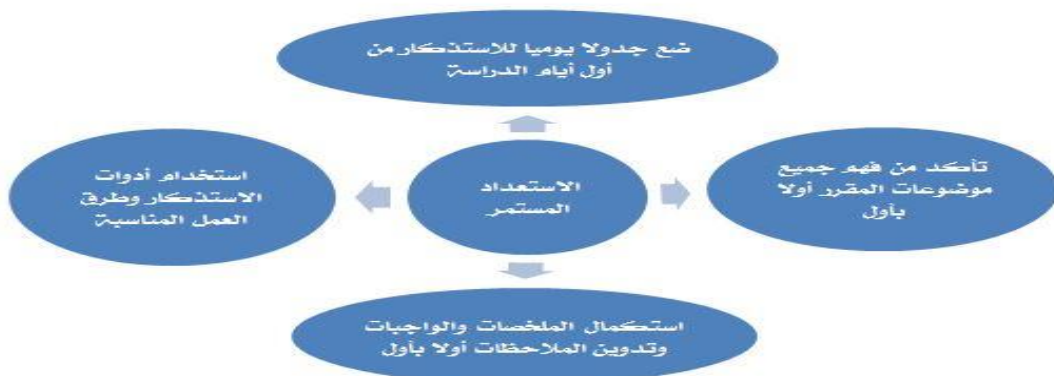 ضع جدولا يوميا للاستذكار من
أول أيام الدراسة
تأكد من فهم جميع
موضوعات المقرر أولا
بأول
الاستعداد
المستمر
استخدام أدوات
الاستذكار وطرق
العمل المناسبة
استكمال الملخصات والواجبات
وتدوين الملاحظات أولا بأول